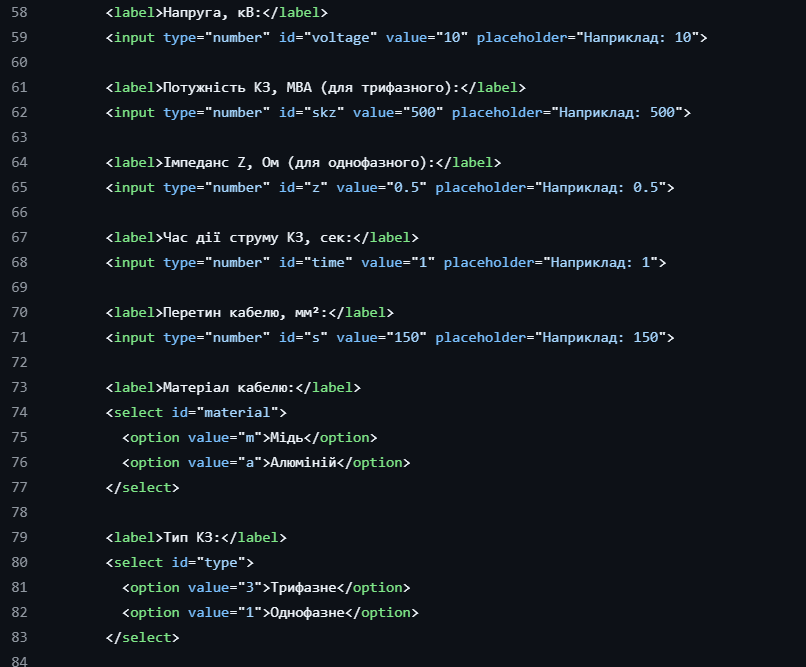 58 <label>Напруга, кВ:</label>
59 <input type="number" id="voltage" value="10" placeholder="Наприклад: 10">
60
61 <label>Потужність КЗ, МВА (для трифазного):</label>
62 <input type="number" id="skz" value="500" placeholder="Наприклад: 500">
63
64 <label>Імпеданс Z, Ом (для однофазного):</label>
65 <input type="number" id="z" value="0.5" placeholder="Наприклад: 0.5">
66
67 <label>Час дії струму КЗ, сек:</label>
68 <input type="number" id="time" value="1" placeholder="Наприклад: 1">
69
70 <label>Перетин кабелю, мм²:</label>
71 <input type="number" id="s" value="150" placeholder="Наприклад: 150">
72
73 <label>Матеріал кабелю:</label>
74 <select id="material">
75 <option value="m">Мідь</option>
76 <option value="a">Алюміній</option>
77 </select>
78
79 <label>Тип КЗ:</label>
80 <select id="type">
81 <option value="3">Трифазне</option>
82 <option value="1">Однофазне</option>
83 </select>
84